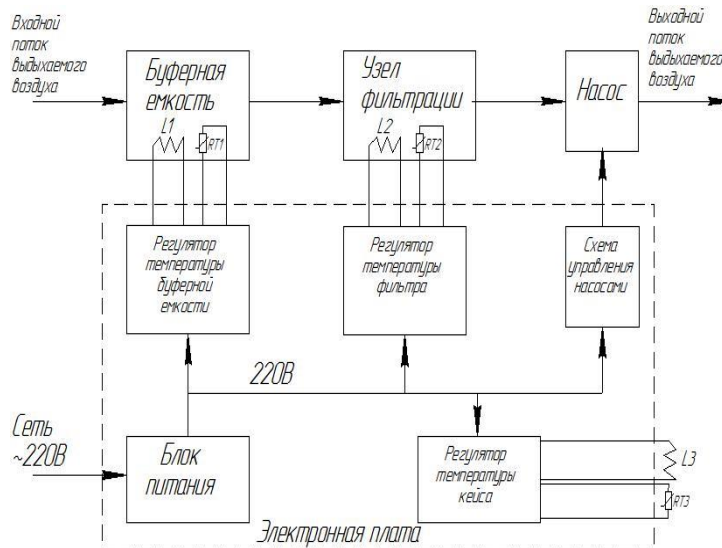 Входной
поток
выдыхаемого
воздуха
Буферная
емкость
L1
RT1
Узел
фильтрации
L2
RT2
Насос
Выходной
поток
выдыхаемого
воздуха
Регулятор
температуры
буферной
емкости
Регулятор
температуры
фильтра
Схема
управления
насосами
220В
Сеть
~220В
Блок
питания
Регулятор
температуры
кейса
L3
RT3
Электронная плата